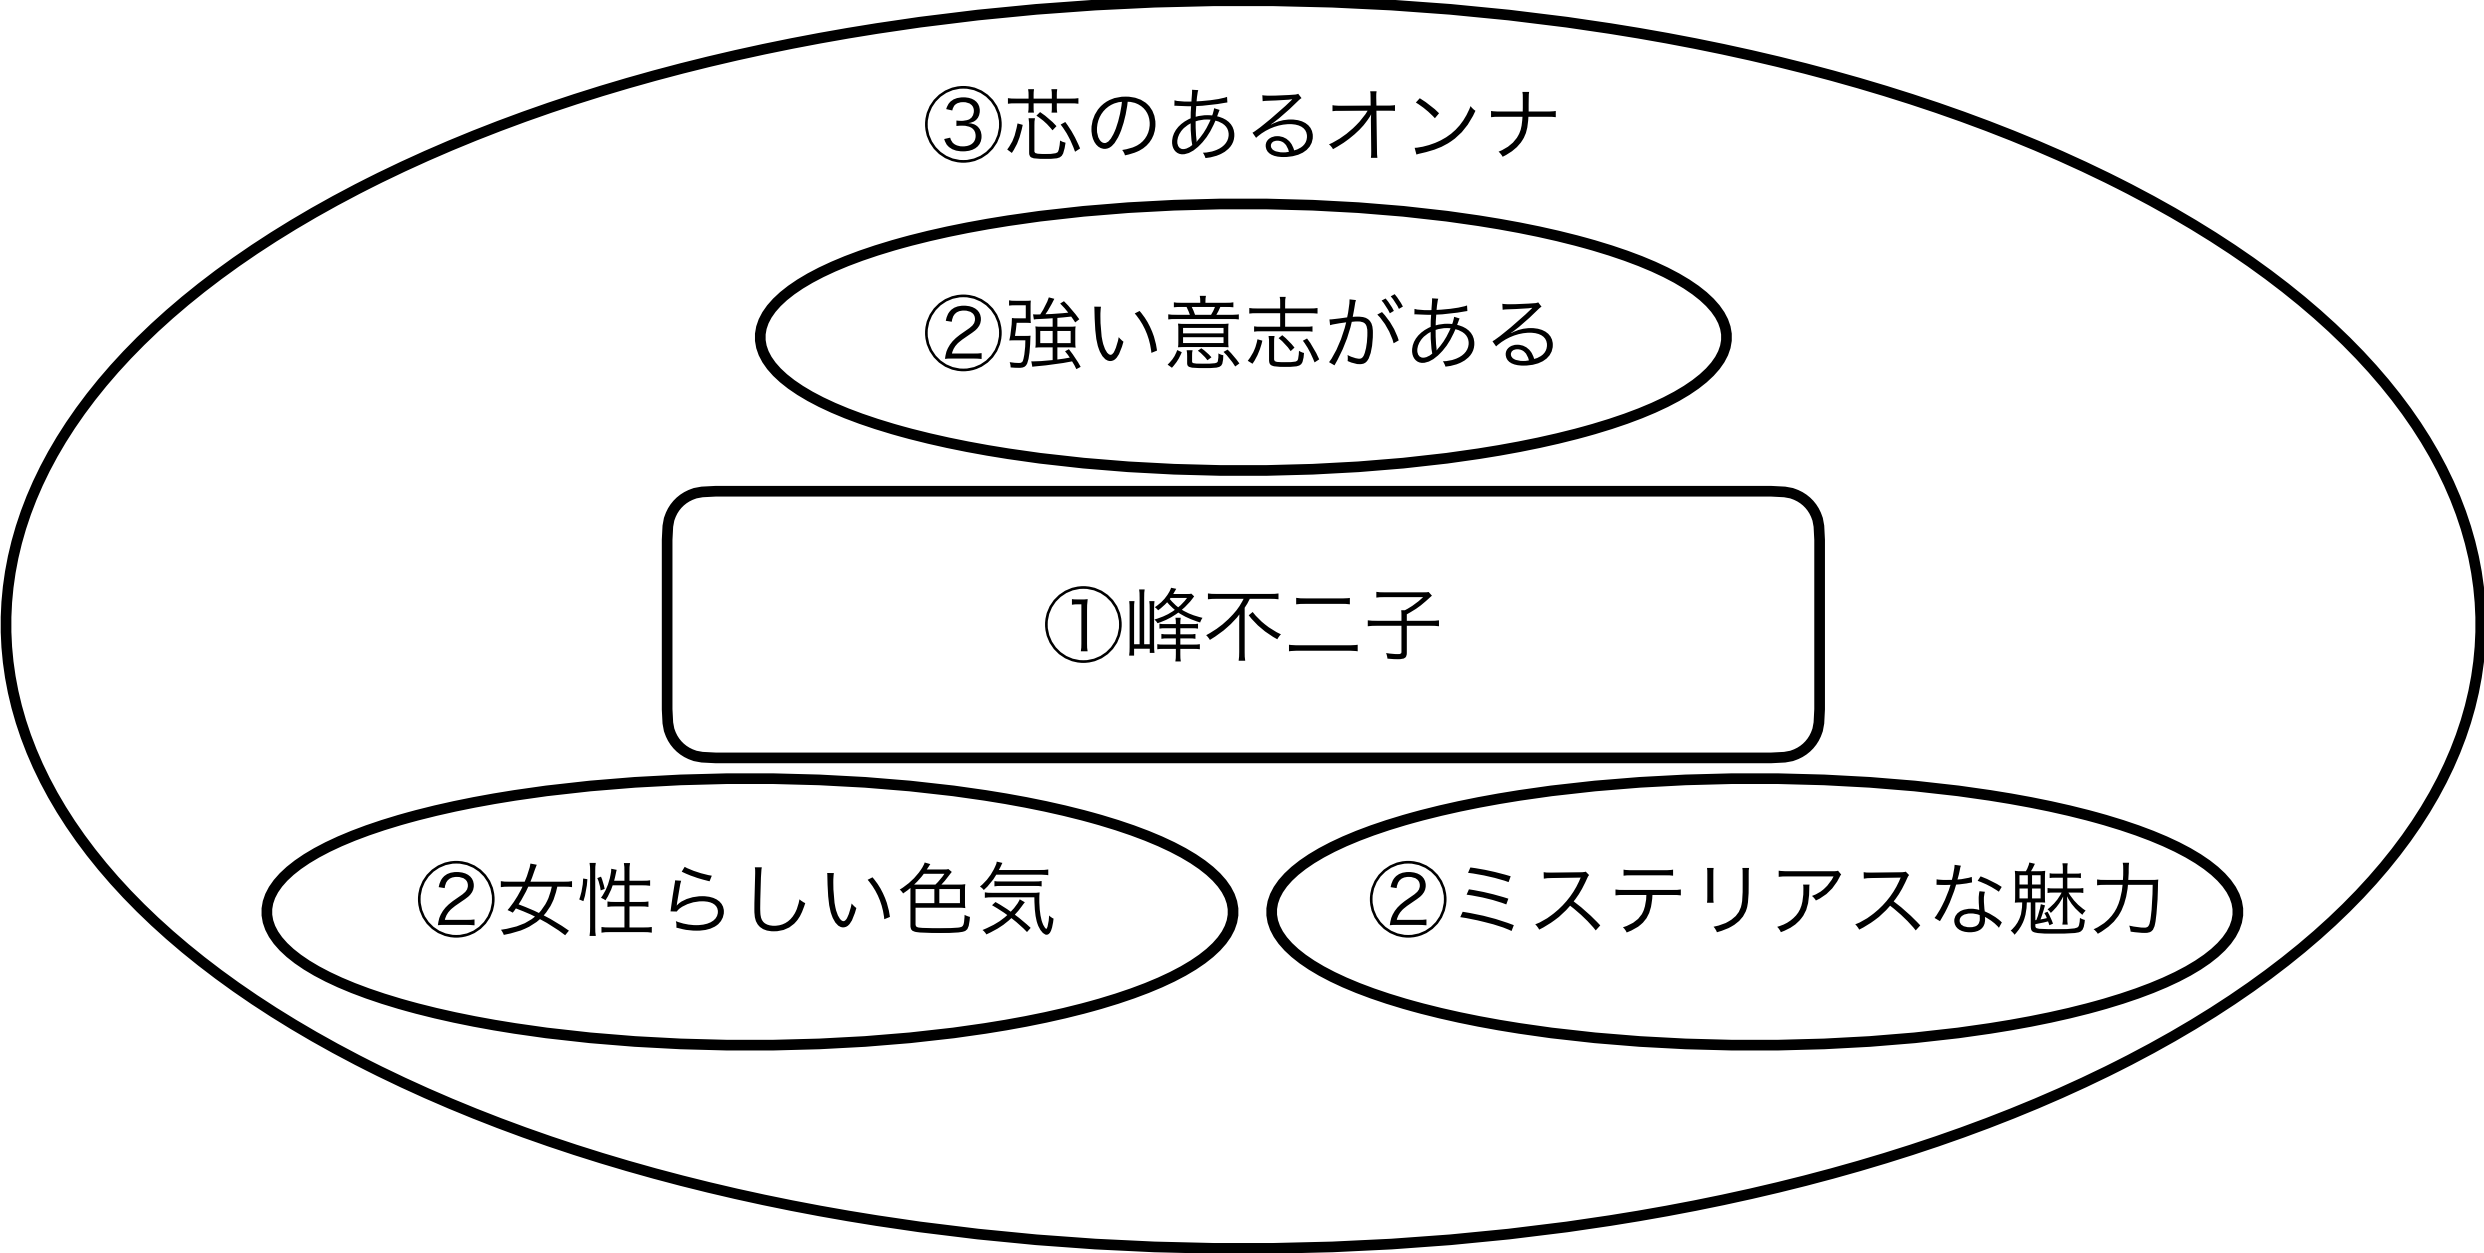 ③芯のあるオンナ
②強い意志がある
①峰不二子
②女性らしい色気
②ミステリアスな魅力